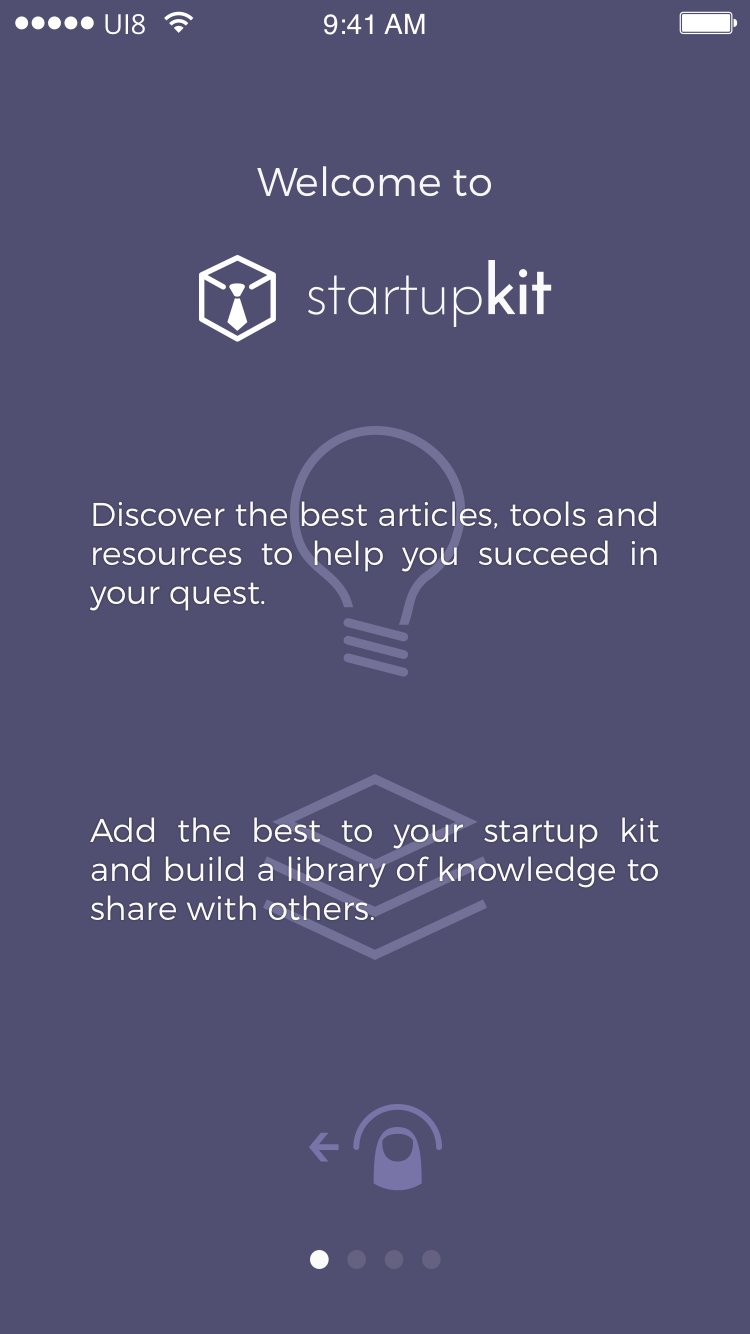 UI8 9:41 AM
Welcome to
startupkit
Discover the best articles, tools and
resources to help you succeed in
your quest.
Add the best to your startup kit
and build a library of knowledge to
share with others.